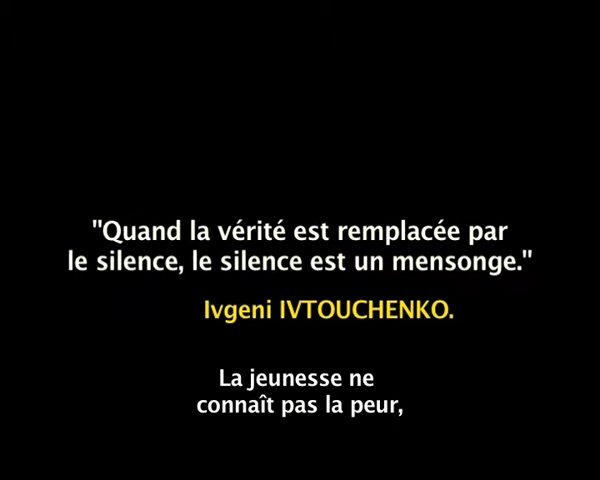 "Quand la vérité est remplacée par
le silence, le silence est un mensonge."
Ivgeni IVTOUCHENKO.
La jeunesse ne
connaît pas la peur,